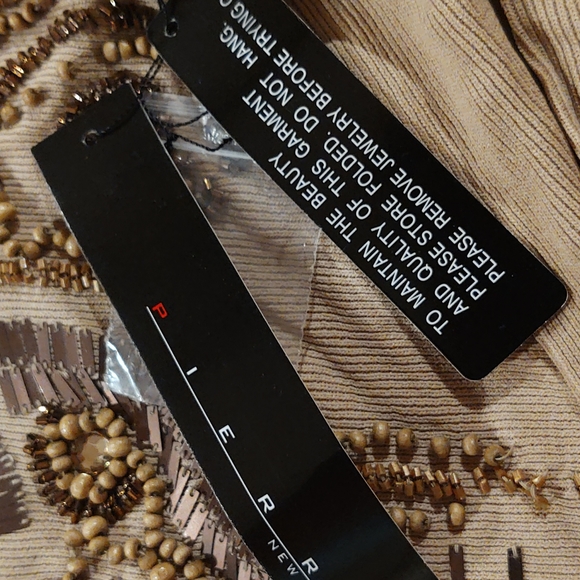 TO MAINTAIN THE BEAUTY
AND QUALITY OF THIS GARMENT
PLEASE STORE FOLDED. DO NOT HANG.
PLEASE REMOVE JEWELRY BEFORE TRYING
PIERR
NEW